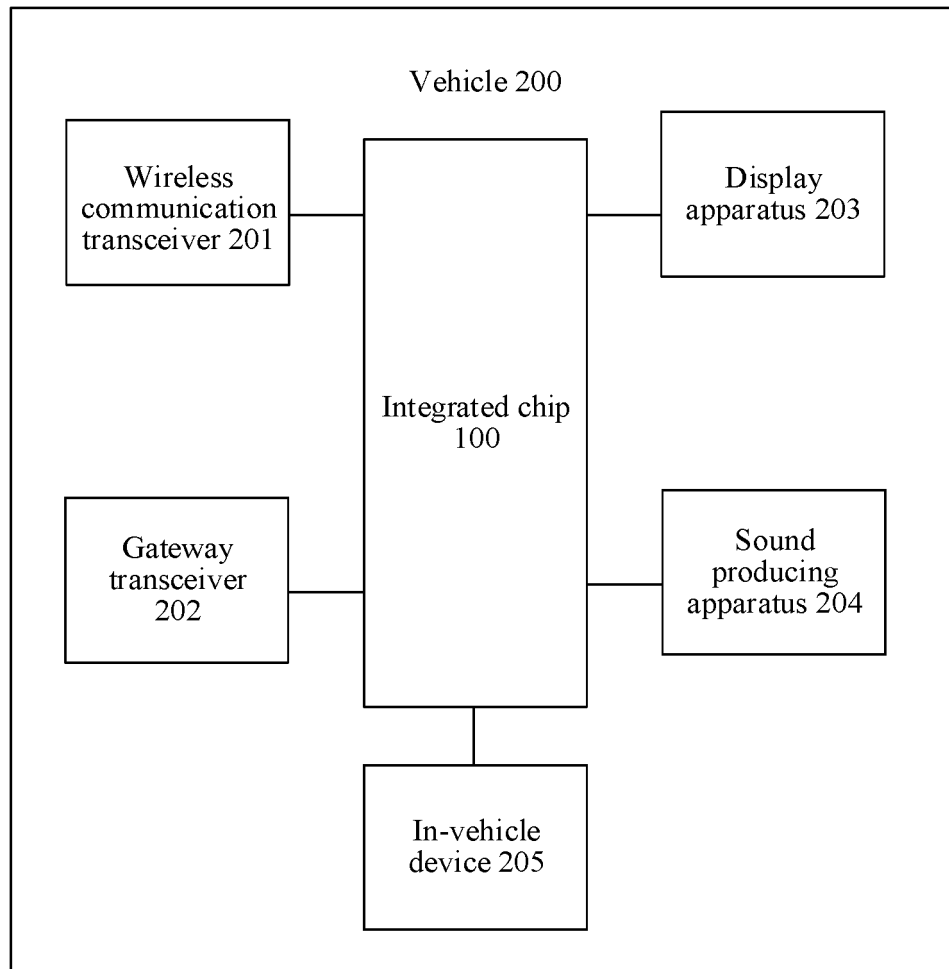 Vehicle 200
Wireless
communication
transceiver 201
Display
apparatus 203
Integrated chip
100
Gateway
transceiver
202
Sound
producing
apparatus 204
In-vehicle
device 205